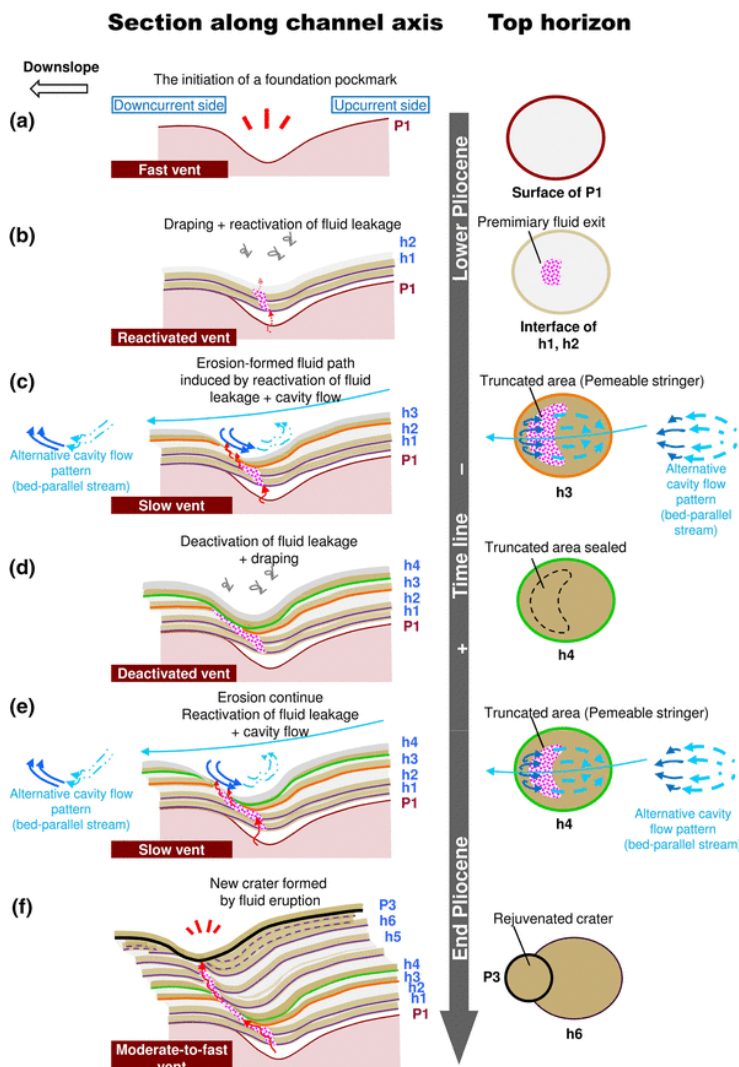 Section along channel axis
Top horizon
Downslope
The initiation of a foundation pockmark
(a)
Downcurrent side
Upcurrent side
P1
Fast vent
Surface of P1
(b)
Draping + reactivation of fluid leakage
h2
h1
P1
Reactivated vent
Premimiary fluid exit
Interface of
h1, h2
(c)
Erosion-formed fluid path
induced by reactivation of fluid
leakage + cavity flow
h3
h2
h1
P1
Alternative cavity flow
pattern
(bed-parallel stream)
Slow vent
Truncated area (Pemeable stringer)
h3
Alternative
cavity flow
pattern
(bed-parallel
stream)
(d)
Deactivation of fluid leakage
+ draping
h4
h3
h2
h1
P1
Deactivated vent
Truncated area sealed
h4
(e)
Erosion continue
Reactivation of fluid leakage
+ cavity flow
h4
h3
h2
h1
P1
Alternative cavity flow
pattern
(bed-parallel stream)
Slow vent
Truncated area (Pemeable stringer)
h4
Alternative cavity
flow pattern
(bed-parallel stream)
(f)
New crater formed
by fluid eruption
P3
h6
h5
h4
h3
h2
h1
P1
Moderate-to-fast
vent
Rejuvenated crater
P3
h6
Lower Pliocene
–
Time line
+
End Pliocene